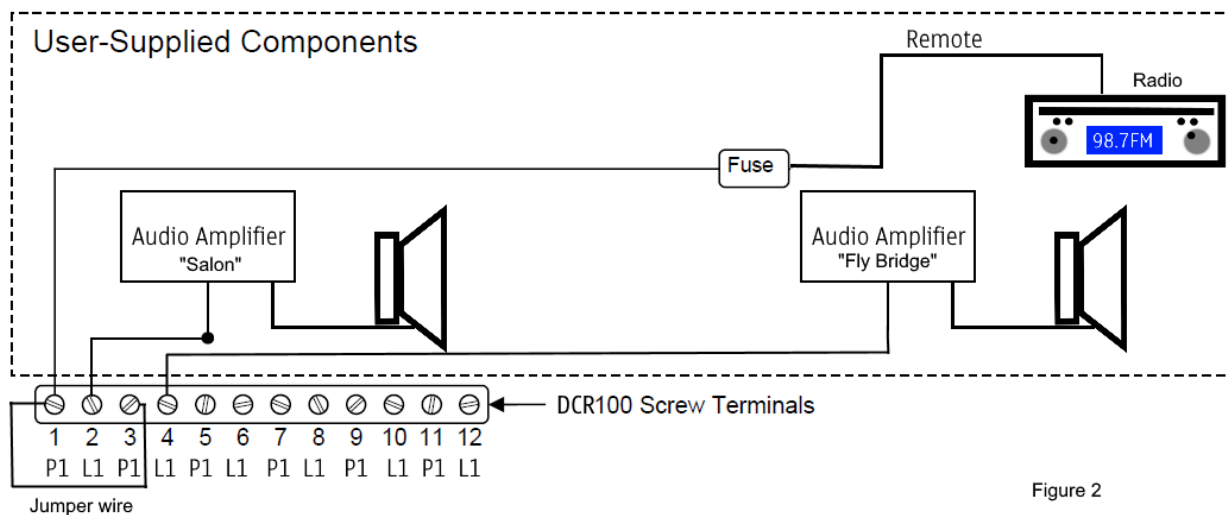 User-Supplied Components
Remote
Radio
98.7FM
Fuse
Audio Amplifier
"Salon"
Audio Amplifier
"Fly Bridge"
DCR100 Screw Terminals
1 2 3 4 5 6 7 8 9 10 11 12
P1 L1 P1 L1 P1 L1 P1 L1 P1 L1 P1 L1
Jumper wire
Figure 2